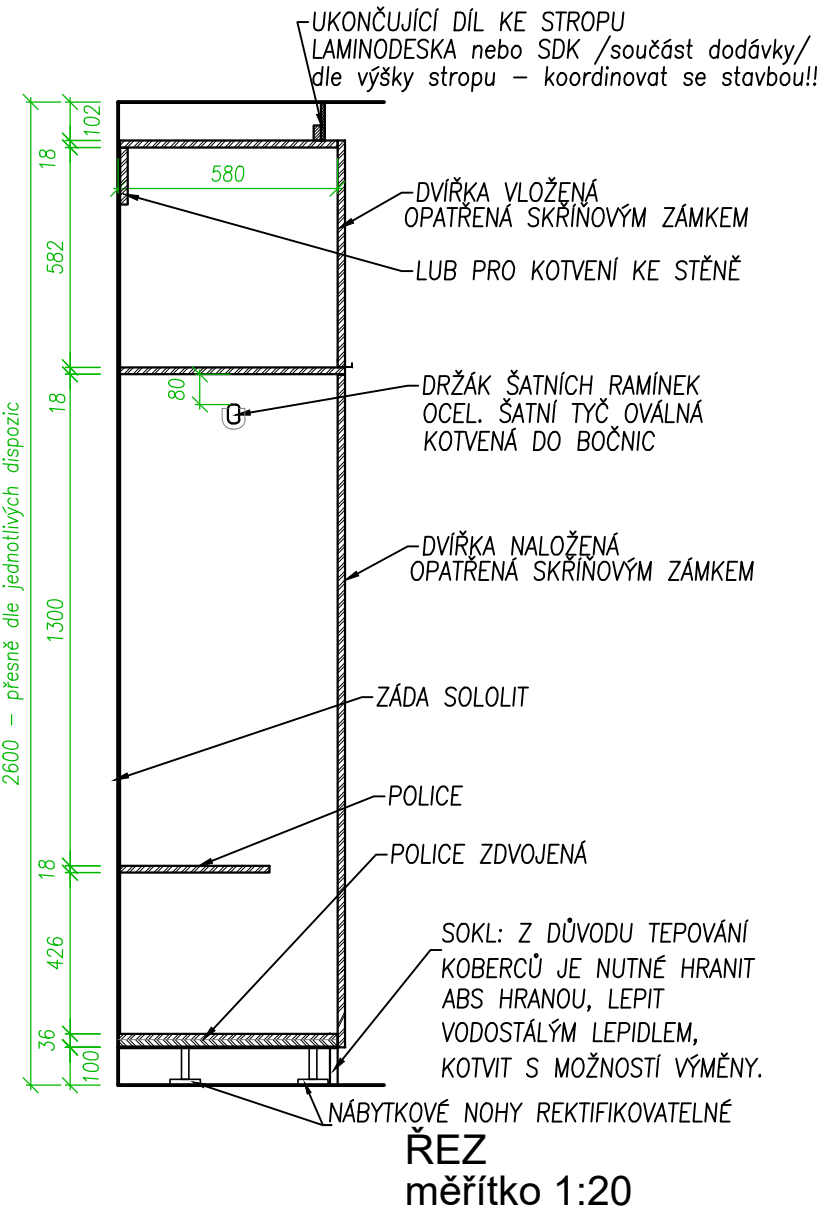 UKONČUJÍCÍ DÍL KE STROPU
LAMINODESKA nebo SDK /součást dodávky/
dle výšky stropu – koordinovat se stavbou!!
102
18
580
DVÍŘKA VLOŽENÁ
OPATŘENÁ SKŘÍŇOVÝM ZÁMKEM
582
LUB PRO KOTVENÍ KE STĚNĚ
18
80
DRŽÁK ŠATNÍCH RAMÍNEK
OCEL. ŠATNÍ TYČ OVÁLNÁ
KOTVENÁ DO BOČNIC
2600 – přesně dle jednotlivých dispozic
DVÍŘKA NALOŽENÁ
OPATŘENÁ SKŘÍŇOVÝM ZÁMKEM
1300
ZÁDA SOLOLIT
POLICE
18
POLICE ZDVOJENÁ
426
SOKL: Z DŮVODU TEPOVÁNÍ
KOBERCŮ JE NUTNÉ HRANIT
ABS HRANOU, LEPIT
VODOSTÁLÝM LEPIDLEM,
KOTVIT S MOŽNOSTÍ VÝMĚNY.
36
100
NÁBYTKOVÉ NOHY REKTIFIKOVATELNÉ
ŘEZ
měřítko 1:20